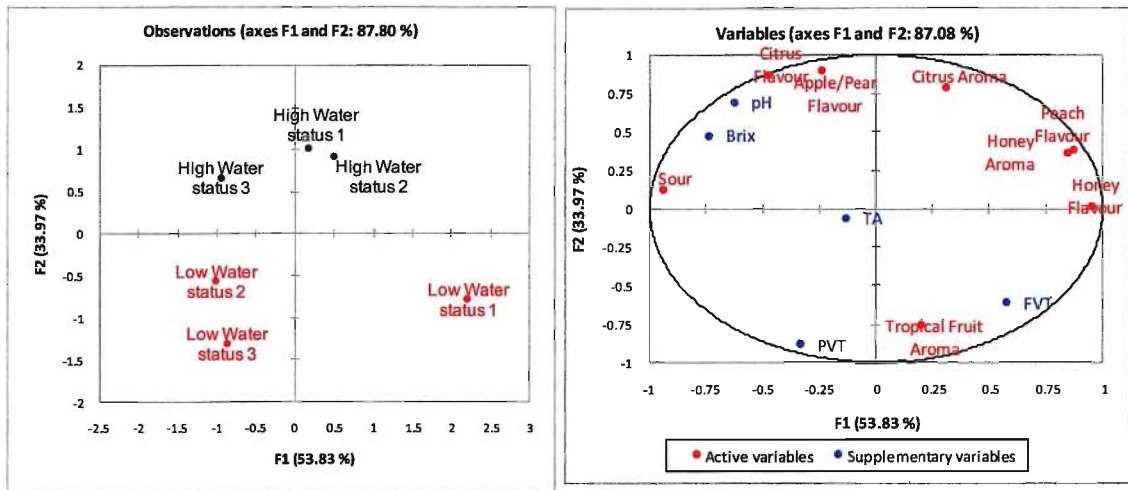 Observations (axes F1 and F2: 87.80 %)
2
1.5
1
0.5
0
-0.5
-1
-1.5
-2
F2 (33.97 %)
High Water
status 1
High Water
status 2
High Water
status 3
Low Water
status 2
Low Water
status 1
Low Water
status 3
-2.5 -2 -1.5 -1 -0.5 0 0.5 1 1.5 2 2.5 3
F1 (53.83 %)
Variables (axes F1 and F2: 87.08 %)
1
0.75
0.5
0.25
0
-0.25
-0.5
-0.75
-1
F2 (33.97 %)
Citrus
Flavour
Apple/Pear
Flavour
Citrus Aroma
pH
Brix
Peach
Flavour
Honey
Aroma
Sour
Honey
Flavour
TA
FVT
Tropical Fruit
Aroma
PVT
-1 -0.75 -0.5 -0.25 0 0.25 0.5 0.75 1
F1 (53.83 %)
Active variables Supplementary variables